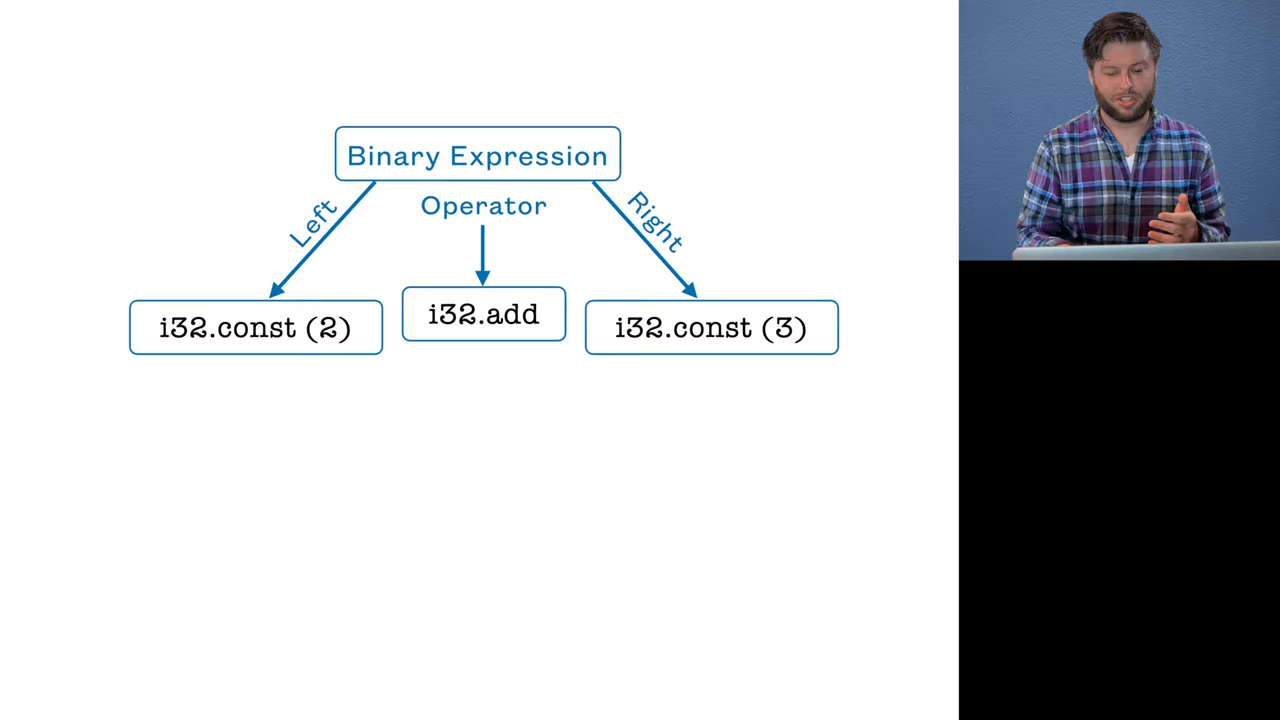 Binary Expression
Left
Operator
Right
i32.const (2)
i32.add
i32.const (3)